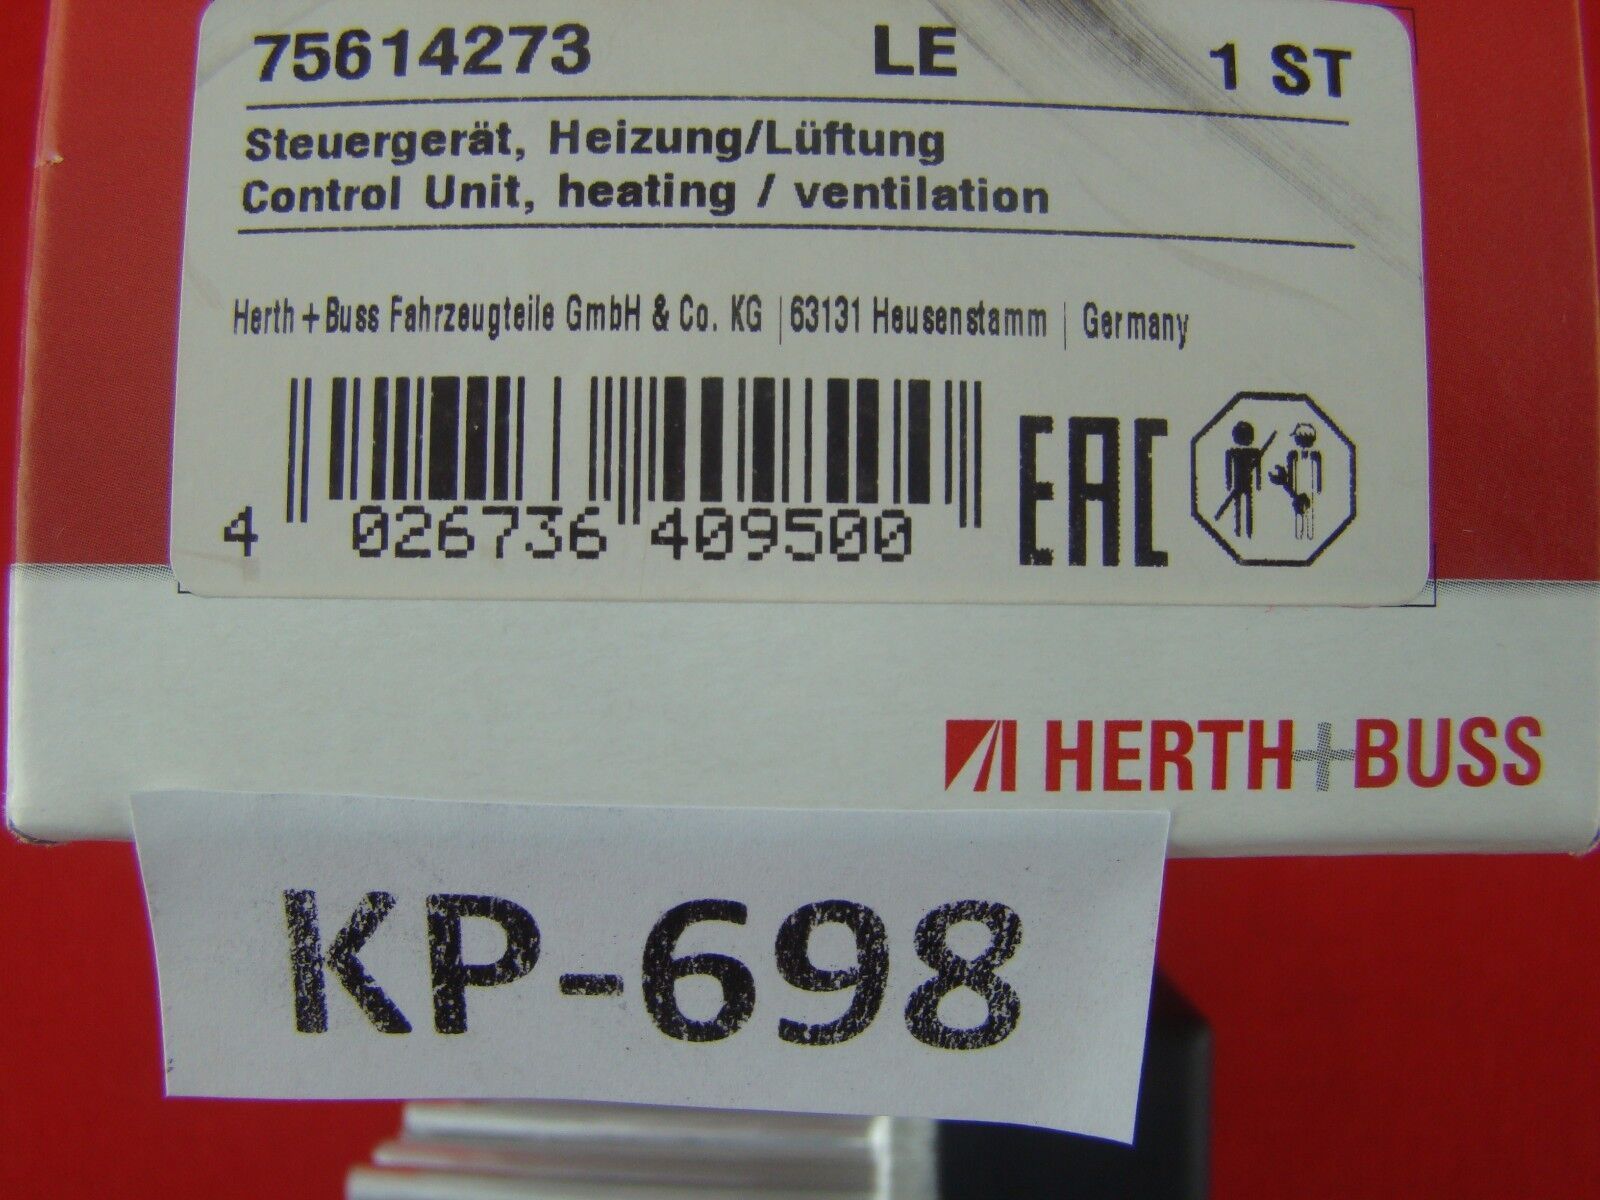 75614273 LE 1 ST
Steuergerät, Heizung/Lüftung
Control Unit, heating / ventilation
Herth+Buss Fahrzeugteile GmbH & Co. KG | 63131 Heusenstamm | Germany
4 026736 409500
EAC
HERTH+BUSS
KP-698